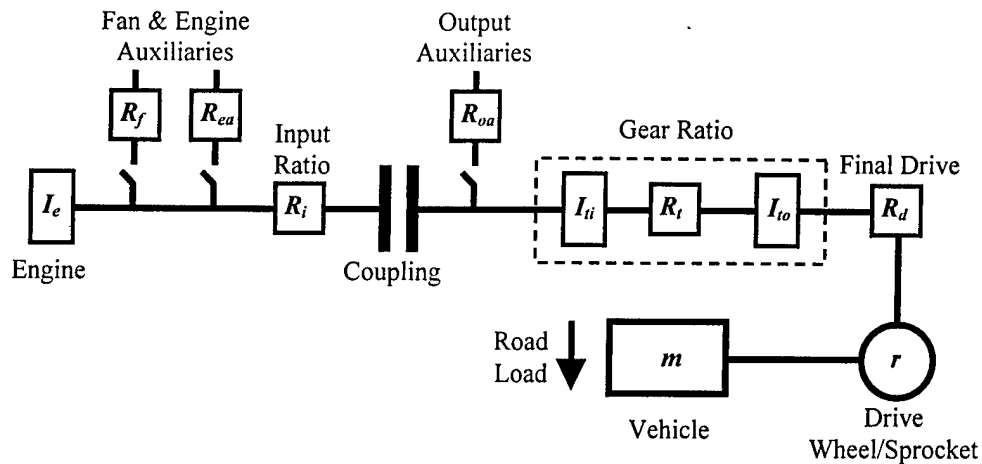 Fan & Engine
Auxiliaries
Output
Auxiliaries
R_f
R_ea
R_oa
Input
Ratio
Gear Ratio
Final Drive
I_e
R_i
I_ti
R_t
I_to
R_d
Engine
Coupling
Road
Load
m
r
Vehicle
Drive
Wheel/Sprocket